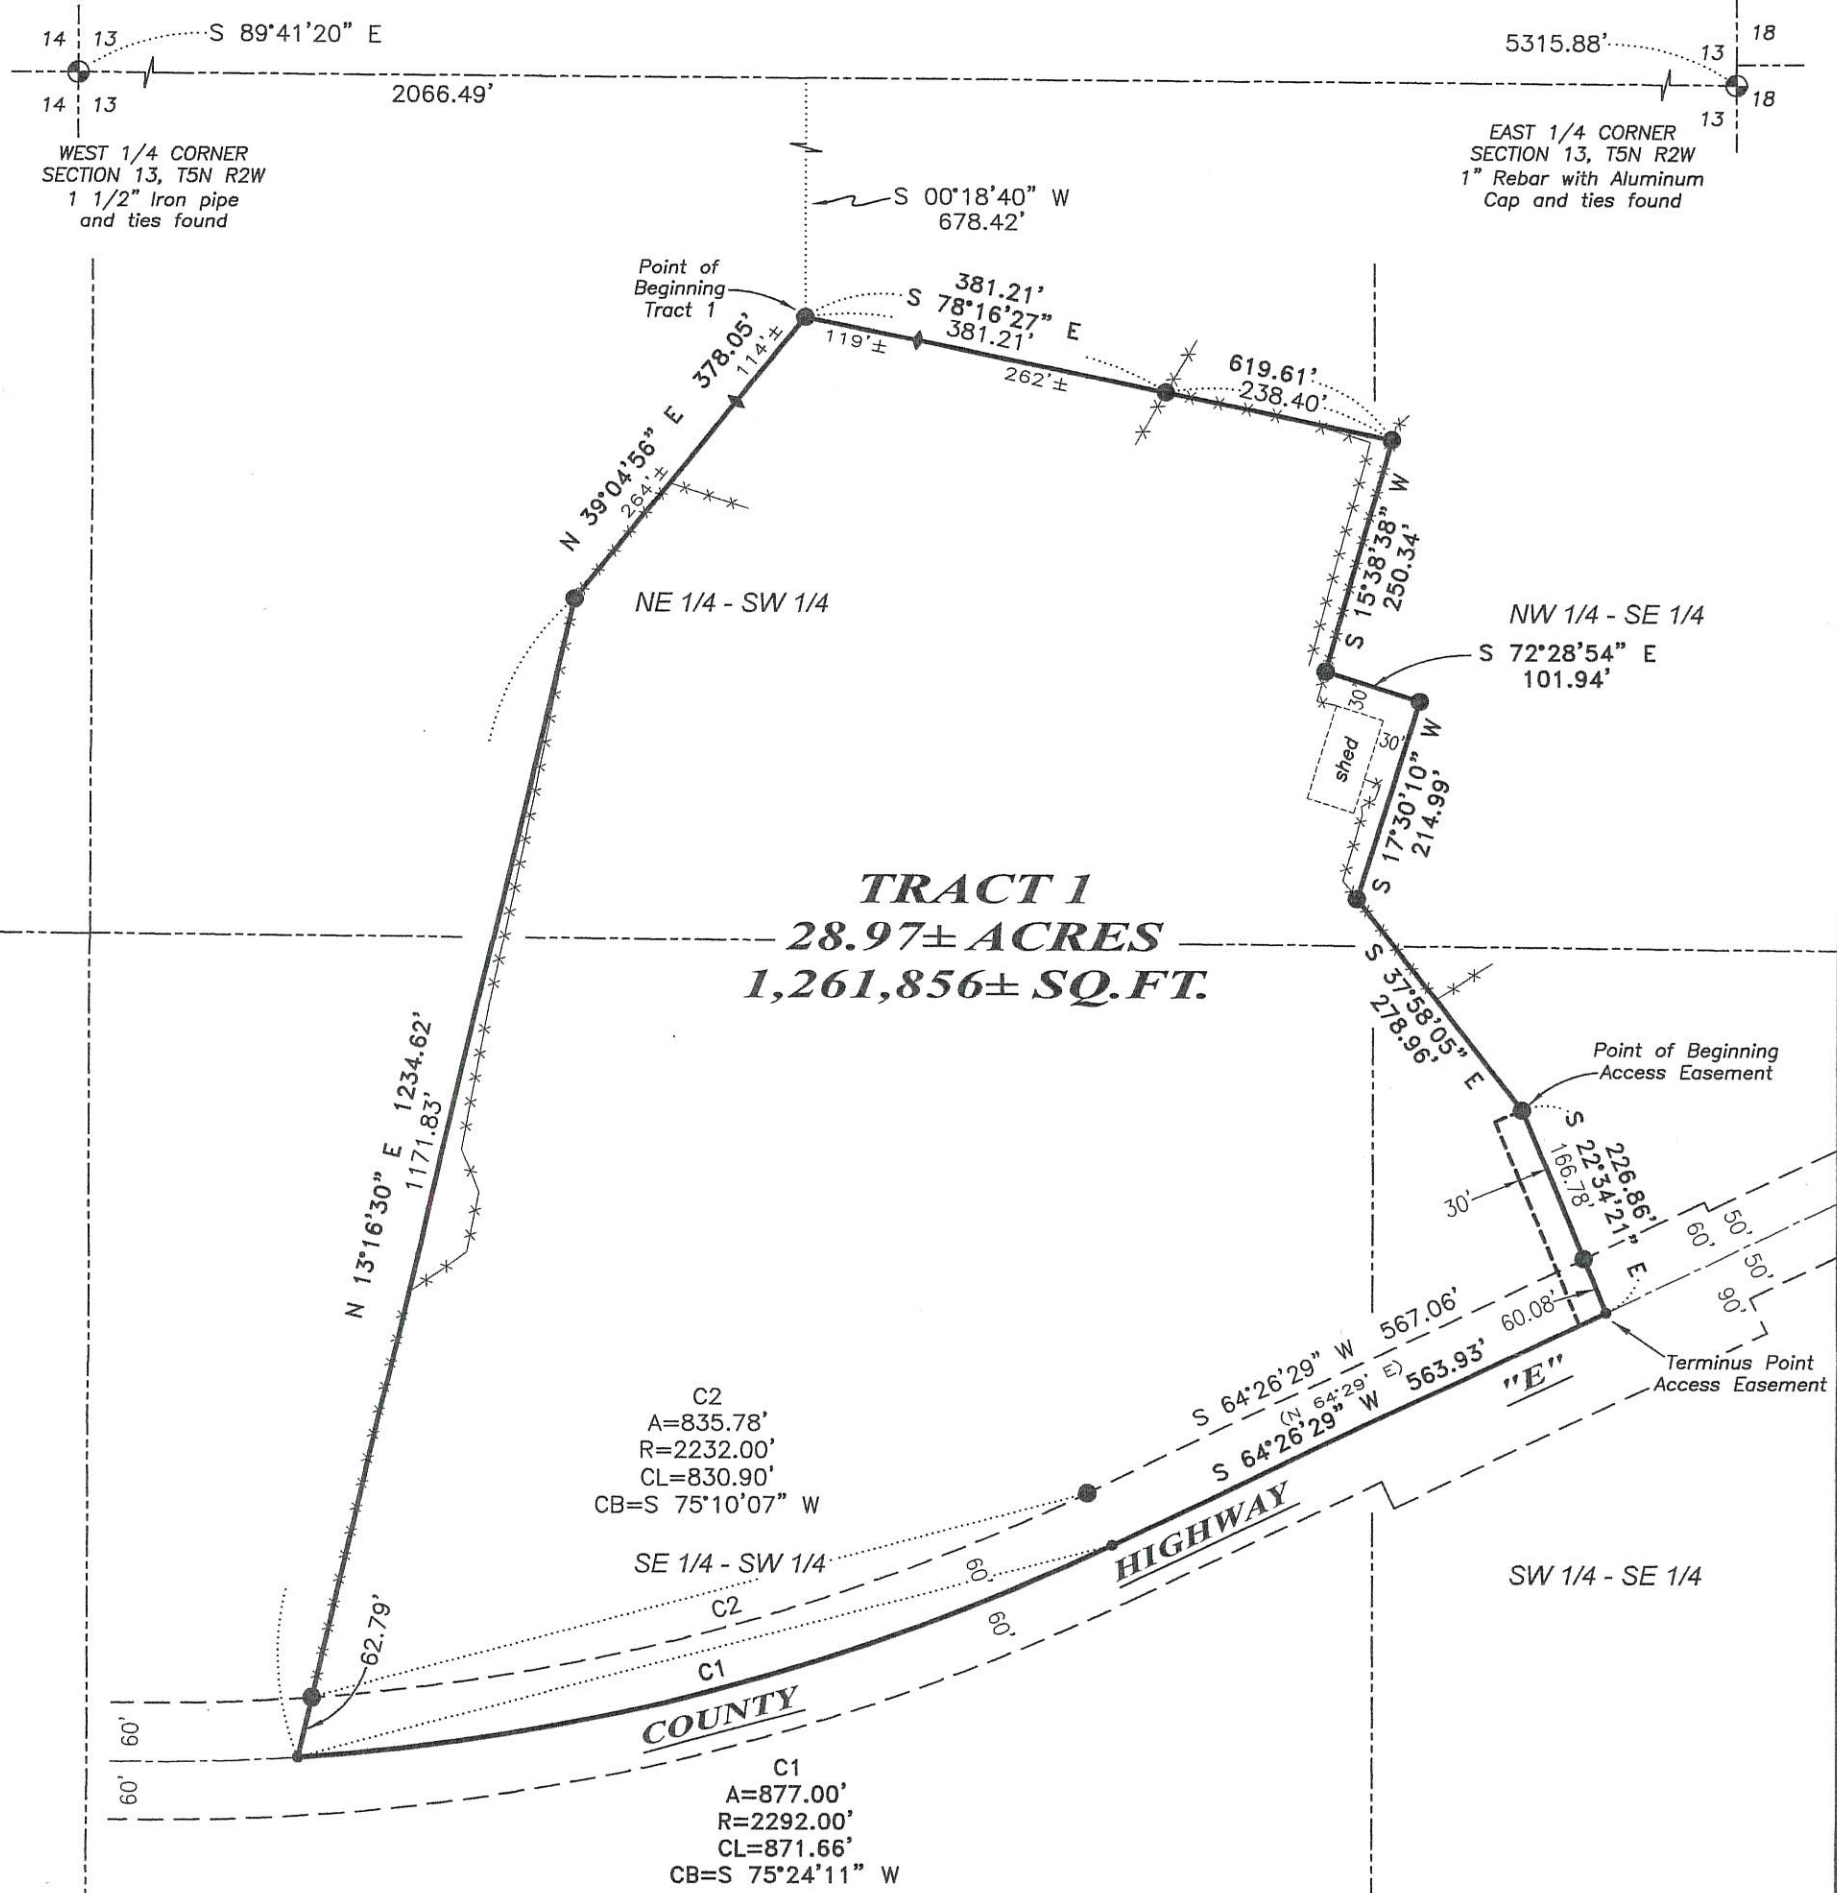 14 13
S 89°41'20" E
14 13
2066.49'
WEST 1/4 CORNER
SECTION 13, T5N R2W
1 1/2" Iron pipe
and ties found
5315.88'
13 18
13 18
EAST 1/4 CORNER
SECTION 13, T5N R2W
1" Rebar with Aluminum
Cap and ties found
S 00°18'40" W
678.42'
Point of
Beginning
Tract 1
381.21'
S 78°16'27" E
381.21'
119'±
262'±
619.61'
238.40'
N 39°04'56" E 378.05'
114'±
264'±
NE 1/4 - SW 1/4
S 15°38'38" W
250.34'
NW 1/4 - SE 1/4
S 72°28'54" E
101.94'
30'
30'
shed
S 17°30'10" W
214.99'
TRACT 1
28.97± ACRES
1,261,856± SQ.FT.
S 37°58'05" E
278.96'
Point of Beginning
Access Easement
226.86'
S 22°34'21" E
166.78'
30'
50'
60'
50'
90'
60.08'
N 13°16'30" E 1234.62'
1171.83'
S 64°26'29" W 567.06'
(N 64°29' E)
S 64°26'29" W 563.93'
Terminus Point
Access Easement
C2
A=835.78'
R=2232.00'
CL=830.90'
CB=S 75°10'07" W
SE 1/4 - SW 1/4
SW 1/4 - SE 1/4
60'
60'
C2
C1
62.79'
60'
60'
COUNTY HIGHWAY "E"
C1
A=877.00'
R=2292.00'
CL=871.66'
CB=S 75°24'11" W